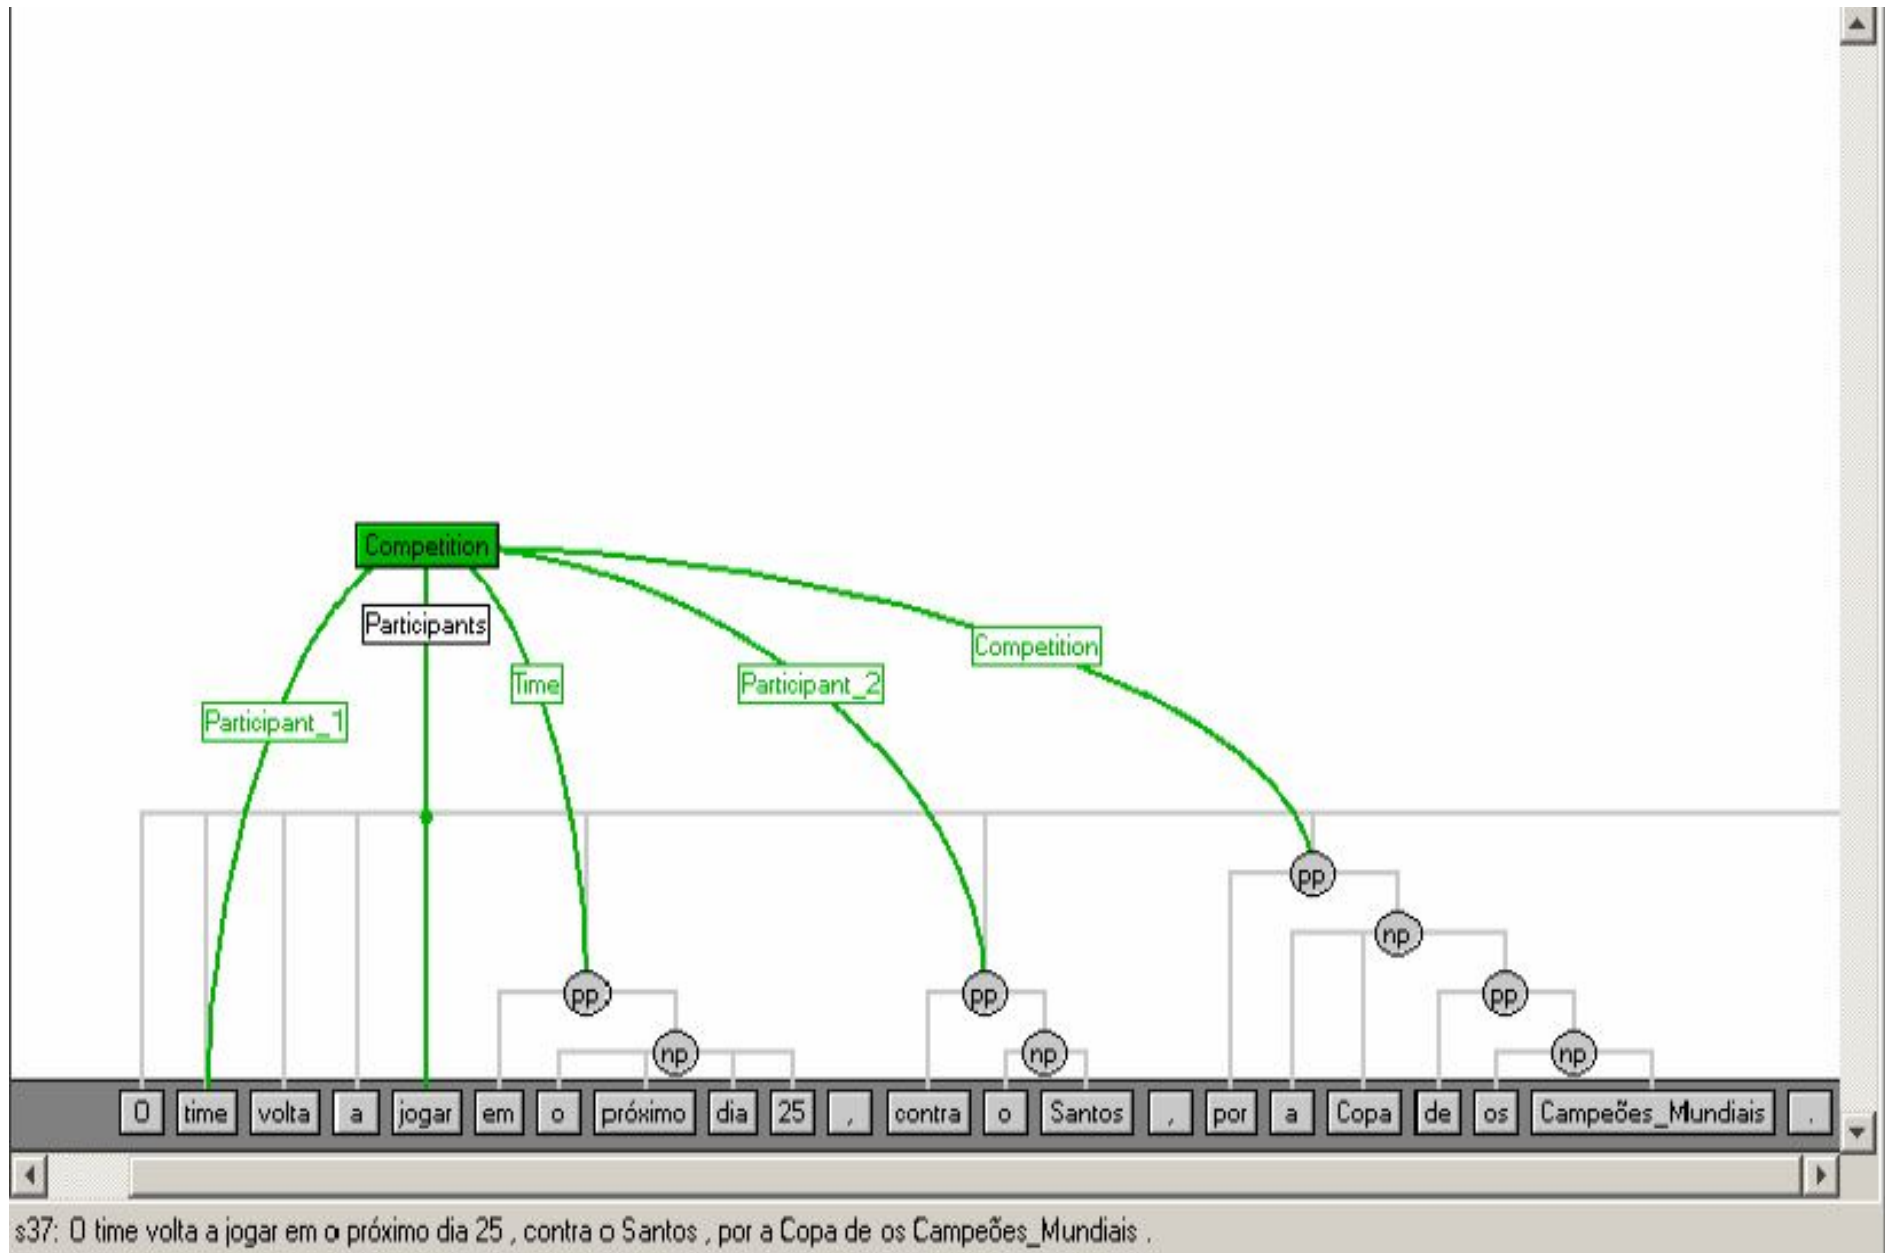 Competition
Participants
Competition
Time
Participant_2
Participant_1
pp
np
pp
pp
pp
np
np
np
O time volta a jogar em o próximo dia 25 , contra o Santos , por a Copa de os Campeões_Mundiais .
s37: O time volta a jogar em o próximo dia 25 , contra o Santos , por a Copa de os Campeões_Mundiais .